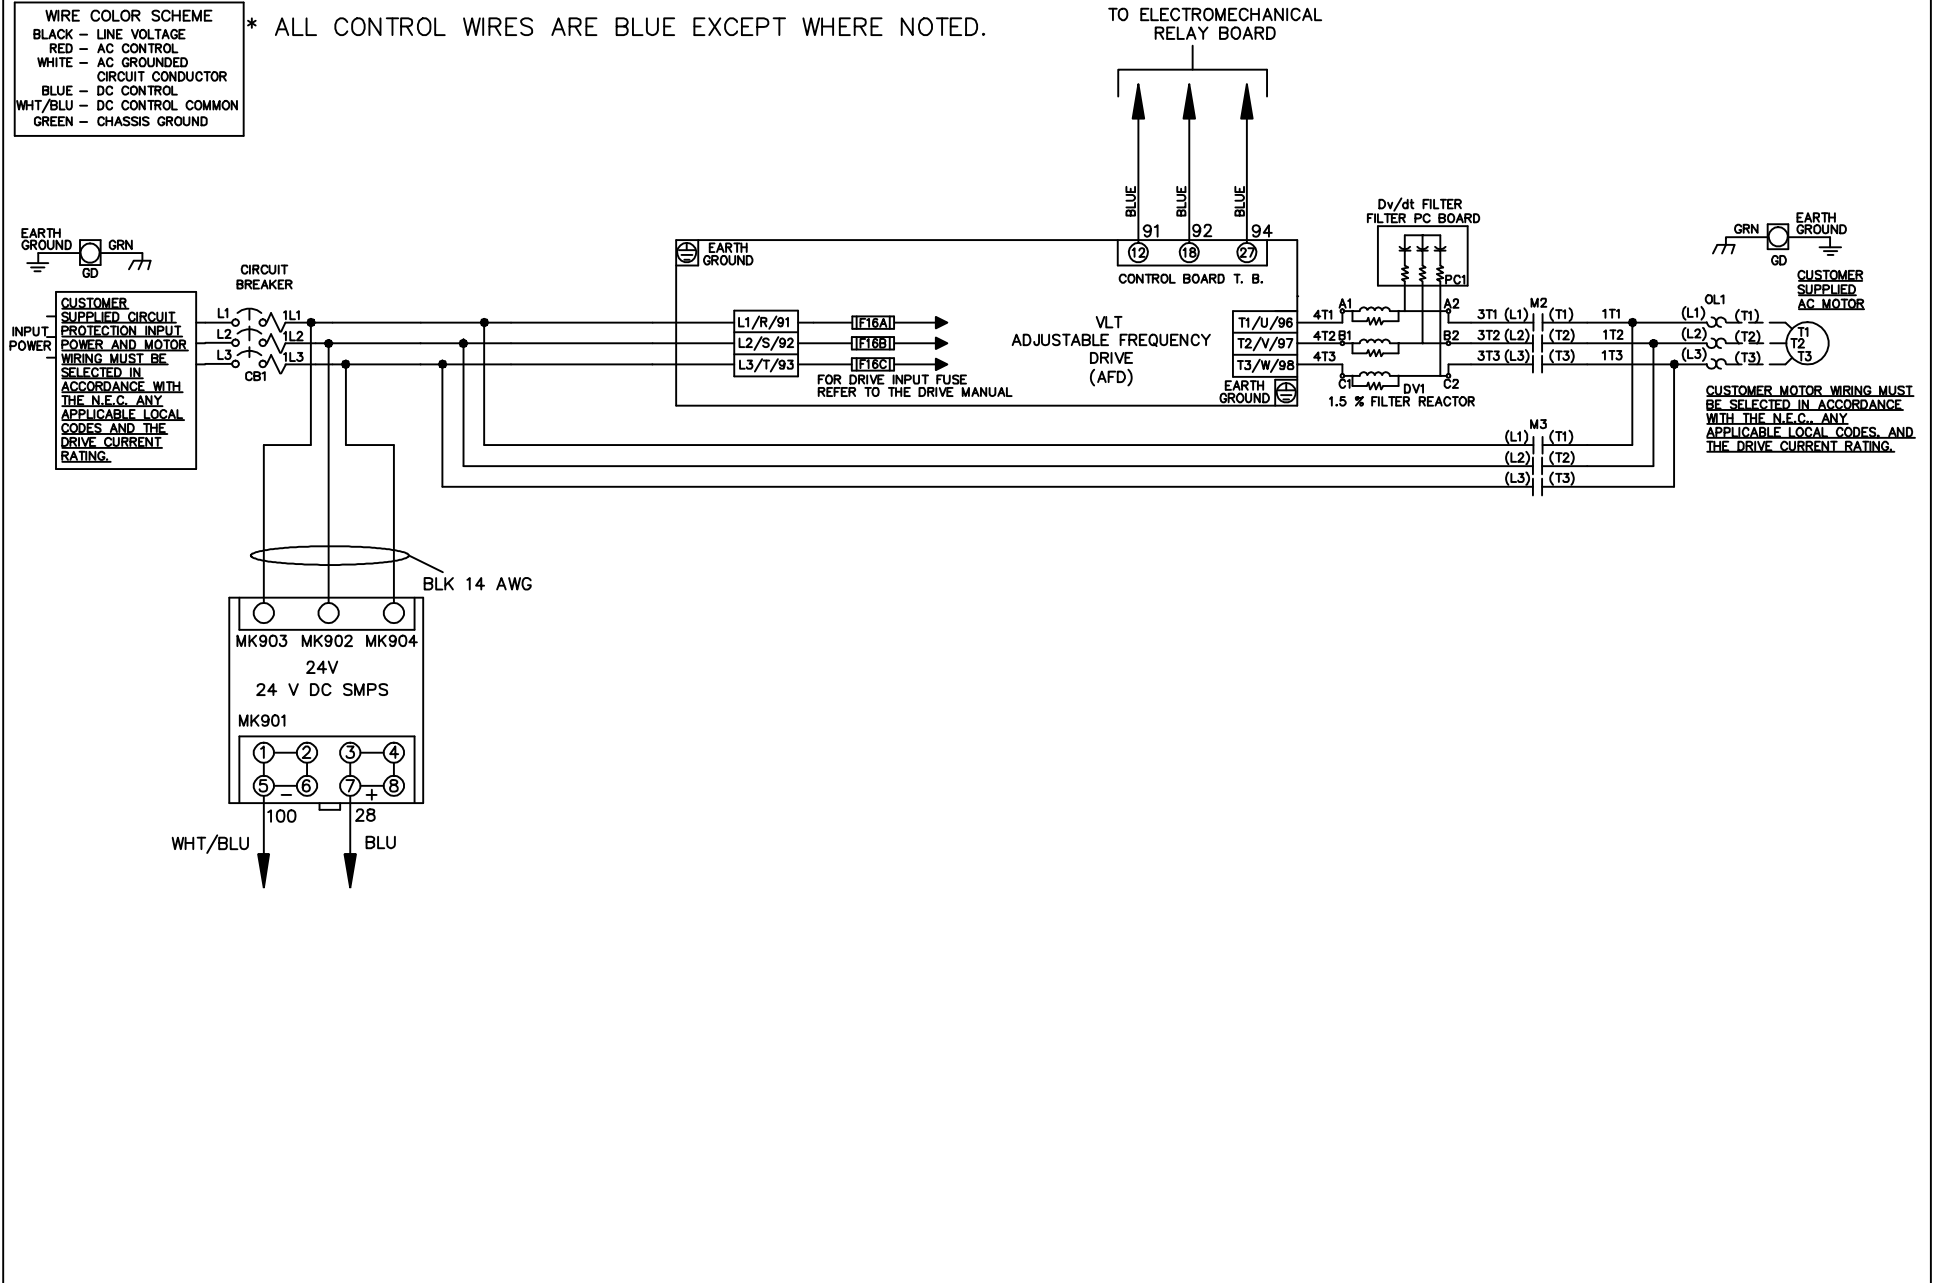 WIRE COLOR SCHEME
BLACK - LINE VOLTAGE
RED - AC CONTROL
WHITE - AC GROUNDED
CIRCUIT CONDUCTOR
BLUE - DC CONTROL
WHT/BLU - DC CONTROL COMMON
GREEN - CHASSIS GROUND
* ALL CONTROL WIRES ARE BLUE EXCEPT WHERE NOTED.
TO ELECTROMECHANICAL
RELAY BOARD
BLUE
BLUE
BLUE
91 92 94
12 18 27
CONTROL BOARD T. B.
EARTH
GROUND
GRN
GD
INPUT
POWER
CUSTOMER
SUPPLIED CIRCUIT
PROTECTION INPUT
POWER AND MOTOR
WIRING MUST BE
SELECTED IN
ACCORDANCE WITH
THE N.E.C. ANY
APPLICABLE LOCAL
CODES AND THE
DRIVE CURRENT
RATING.
CIRCUIT
BREAKER
L1 1L1
L2 1L2
L3 1L3
CB1
EARTH
GROUND
L1/R/91
L2/S/92
L3/T/93
F16A
F16B
F16C
FOR DRIVE INPUT FUSE
REFER TO THE DRIVE MANUAL
VLT
ADJUSTABLE FREQUENCY
DRIVE
(AFD)
T1/U/96
T2/V/97
T3/W/98
EARTH
GROUND
Dv/dt FILTER
FILTER PC BOARD
PC1
4T1 A1 A2
4T2 B1 B2
4T3 C1 C2
DV1
1.5 % FILTER REACTOR
M2
3T1 (L1) (T1) 1T1
3T2 (L2) (T2) 1T2
3T3 (L3) (T3) 1T3
M3
(L1) (T1)
(L2) (T2)
(L3) (T3)
OL1
(L1) (T1)
(L2) (T2)
(L3) (T3)
T1
T2
T3
GRN
EARTH
GROUND
GD
CUSTOMER
SUPPLIED
AC MOTOR
CUSTOMER MOTOR WIRING MUST
BE SELECTED IN ACCORDANCE
WITH THE N.E.C., ANY
APPLICABLE LOCAL CODES, AND
THE DRIVE CURRENT RATING.
BLK 14 AWG
MK903 MK902 MK904
24V
24 V DC SMPS
MK901
1 2 3 4
5 6 7 8
- +
100 28
WHT/BLU BLU